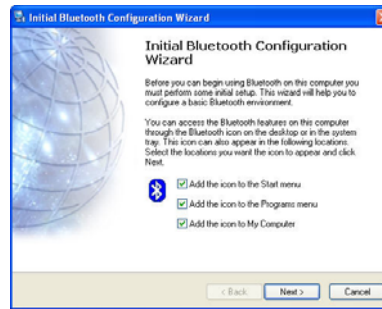 Initial Bluetooth Configuration Wizard
Initial Bluetooth Configuration
Wizard
Before you can begin using Bluetooth on this computer you
must perform some initial setup. This wizard will help you to
configure a basic Bluetooth environment.
You can access the Bluetooth features on this computer
through the Bluetooth icon on the desktop or in the system
tray. This icon can also appear in the following locations.
Select the locations you want the icon to appear and click
Next.
Add the icon to the Start menu
Add the icon to the Programs menu
Add the icon to My Computer
< Back
Next >
Cancel